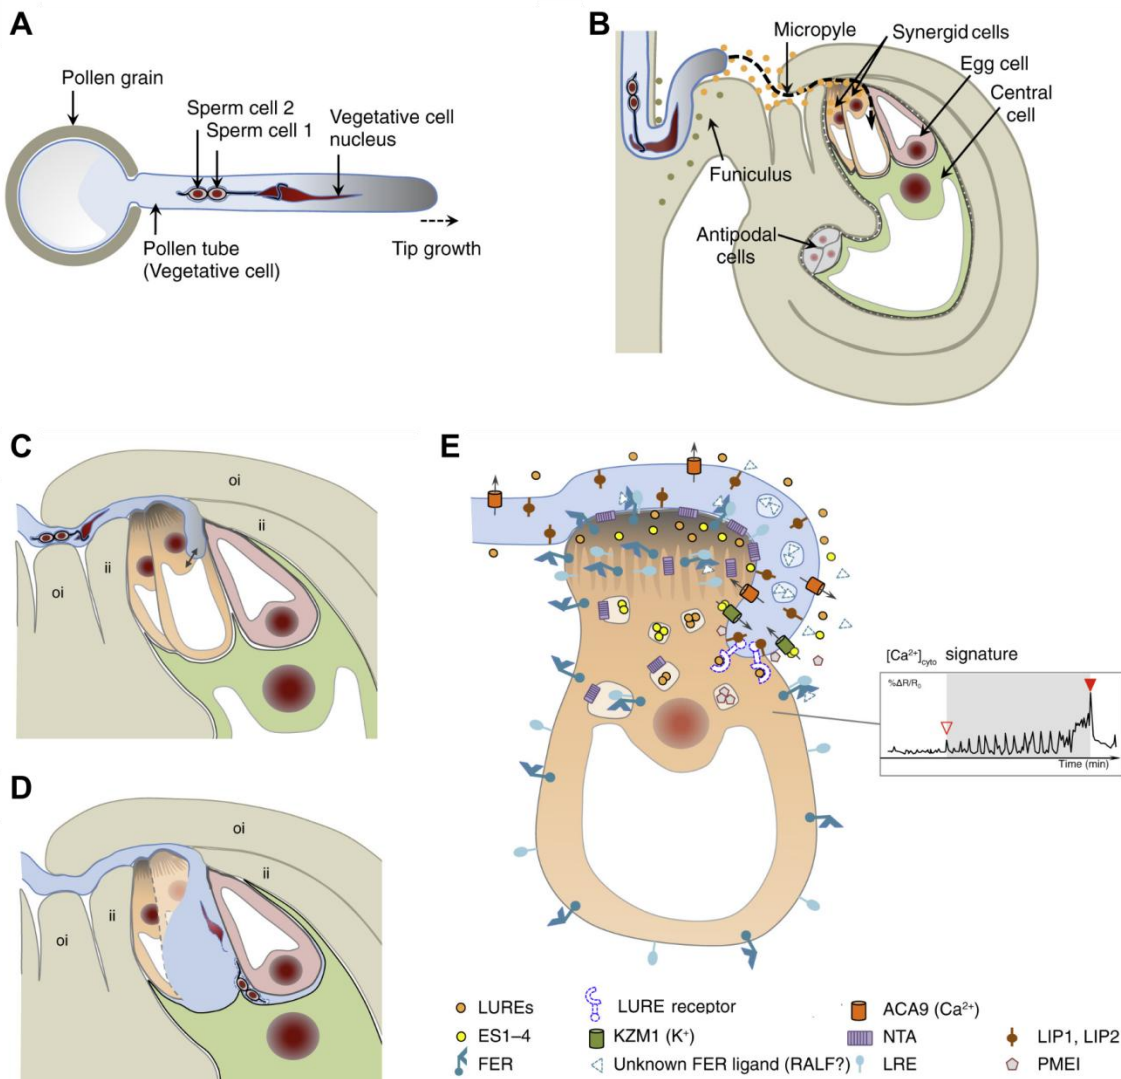 A
Pollen grain
Sperm cell 2
Sperm cell 1
Vegetative cell
nucleus
Pollen tube
(Vegetative cell)
Tip growth
B
Micropyle
Synergid cells
Egg cell
Central
cell
Funiculus
Antipodal
cells
C
oi
ii
ii
oi
D
oi
ii
ii
oi
E
[Ca²⁺]cyto signature
%ΔR/R₀
Time (min)
LUREs
LURE receptor
ACA9 (Ca²⁺)
ES1–4
KZM1 (K⁺)
NTA
LIP1, LIP2
FER
Unknown FER ligand (RALF?)
LRE
PMEI